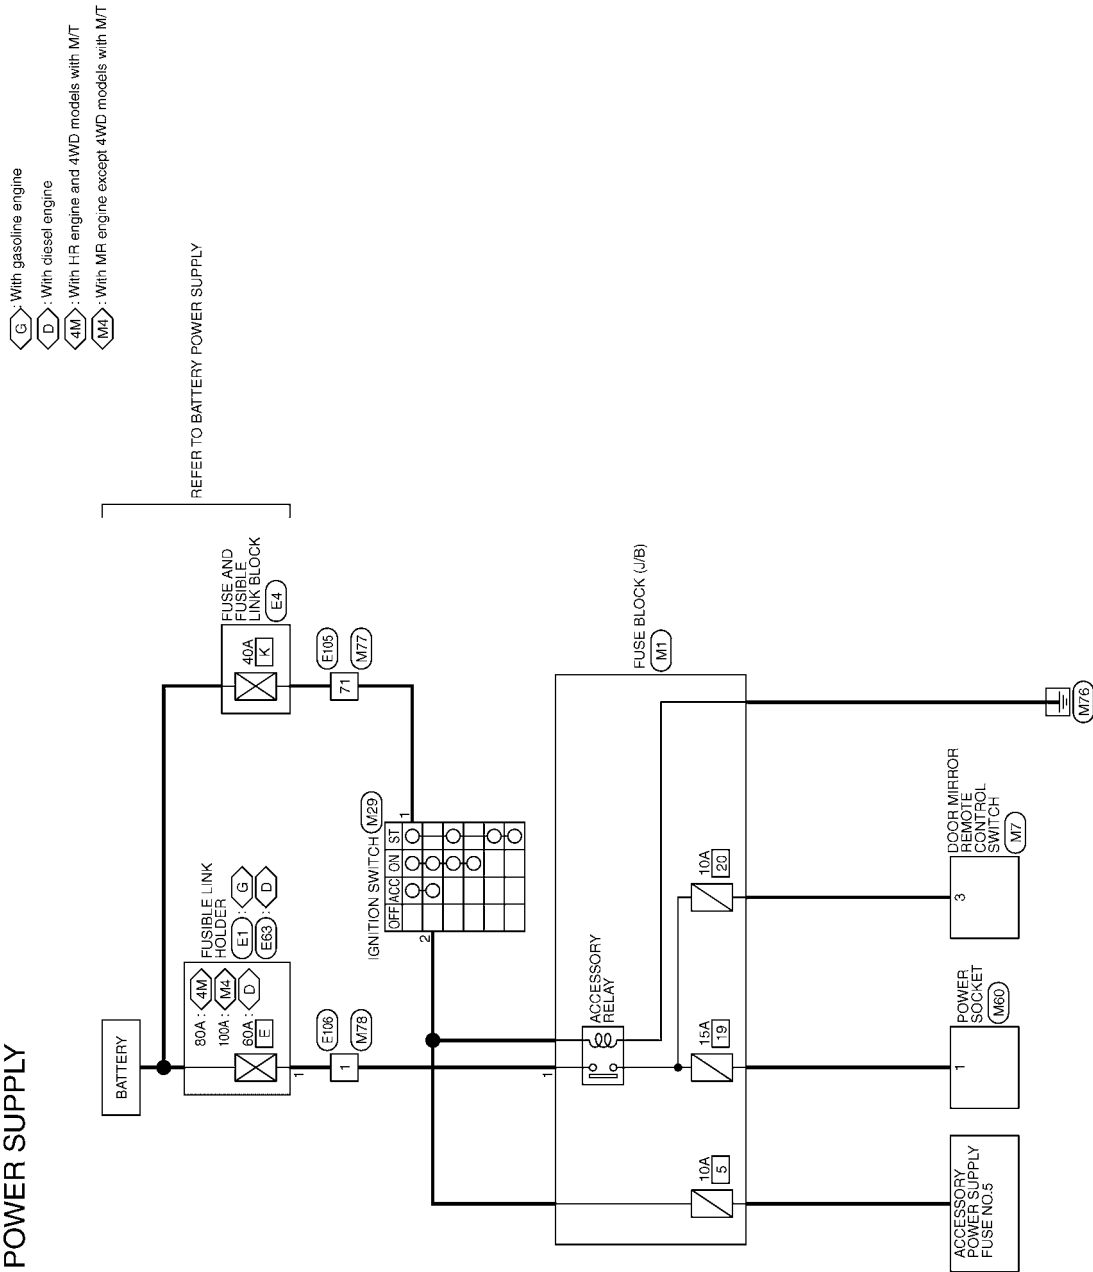 POWER SUPPLY
G : With gasoline engine
D : With diesel engine
4M : With HR engine and 4WD models with M/T
M4 : With MR engine except 4WD models with M/T
REFER TO BATTERY POWER SUPPLY
BATTERY
FUSIBLE LINK
HOLDER
E1 : G
E63 : D
80A : 4M
100A : M4
60A : D
E
1
FUSE AND
FUSIBLE
LINK BLOCK
E4
40A
K
1
E106
M78
71
E105
M77
IGNITION SWITCH M29
OFF ACC ON ST
1
2
FUSE BLOCK (J/B)
M1
1
ACCESSORY
RELAY
10A
5
15A
19
10A
20
ACCESSORY
POWER SUPPLY
FUSE NO.5
1
POWER
SOCKET
M60
3
DOOR MIRROR
REMOTE
CONTROL
SWITCH
M7
M76